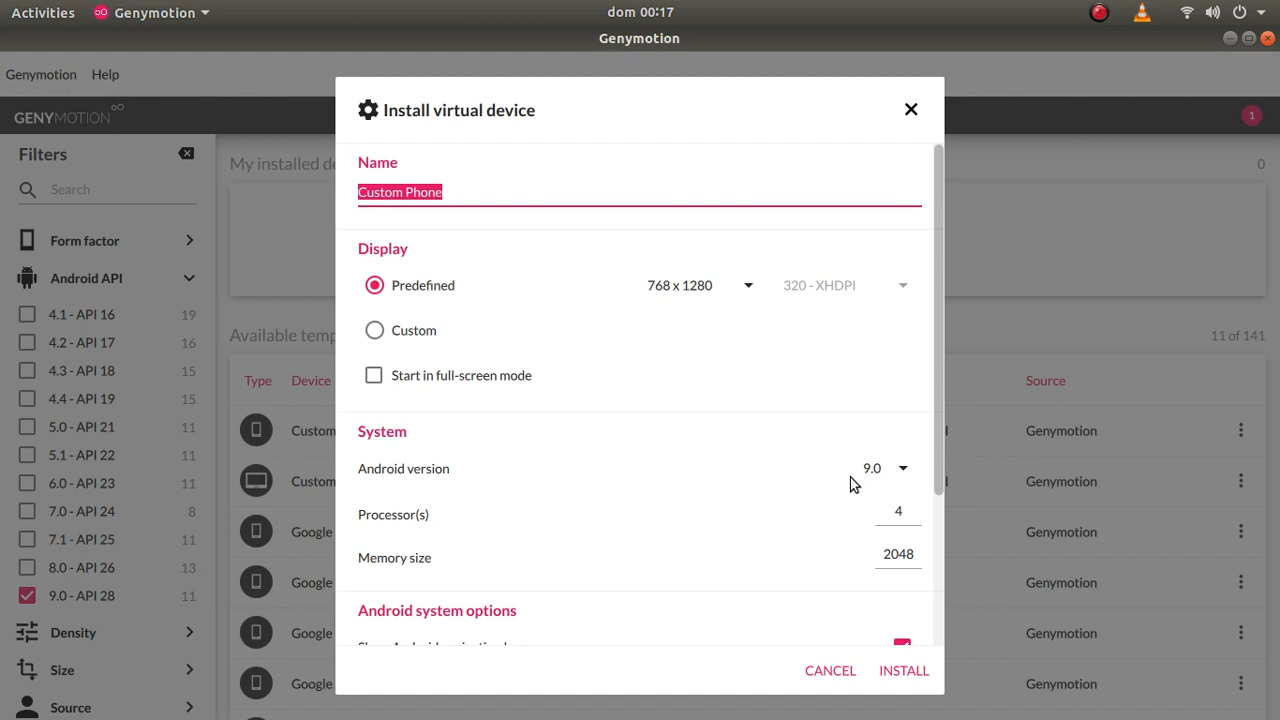 Activities Genymotion dom 00:17
Genymotion
Genymotion Help
GENYMOTION 1
Filters
Search
Form factor
Android API
4.1 - API 16 19
4.2 - API 17 16
4.3 - API 18 15
4.4 - API 19 15
5.0 - API 21 11
5.1 - API 22 11
6.0 - API 23 11
7.0 - API 24 8
7.1 - API 25 11
8.0 - API 26 13
9.0 - API 28 11
Density
Size
Source
My installed de 0
Available temp 11 of 141
Type Device Source
Custom Genymotion
Custom Genymotion
Google Genymotion
Google Genymotion
Google Genymotion
Google Genymotion
Install virtual device
Name
Custom Phone
Display
Predefined 768 x 1280 320 - XHDPI
Custom
Start in full-screen mode
System
Android version 9.0
Processor(s) 4
Memory size 2048
Android system options
CANCEL INSTALL